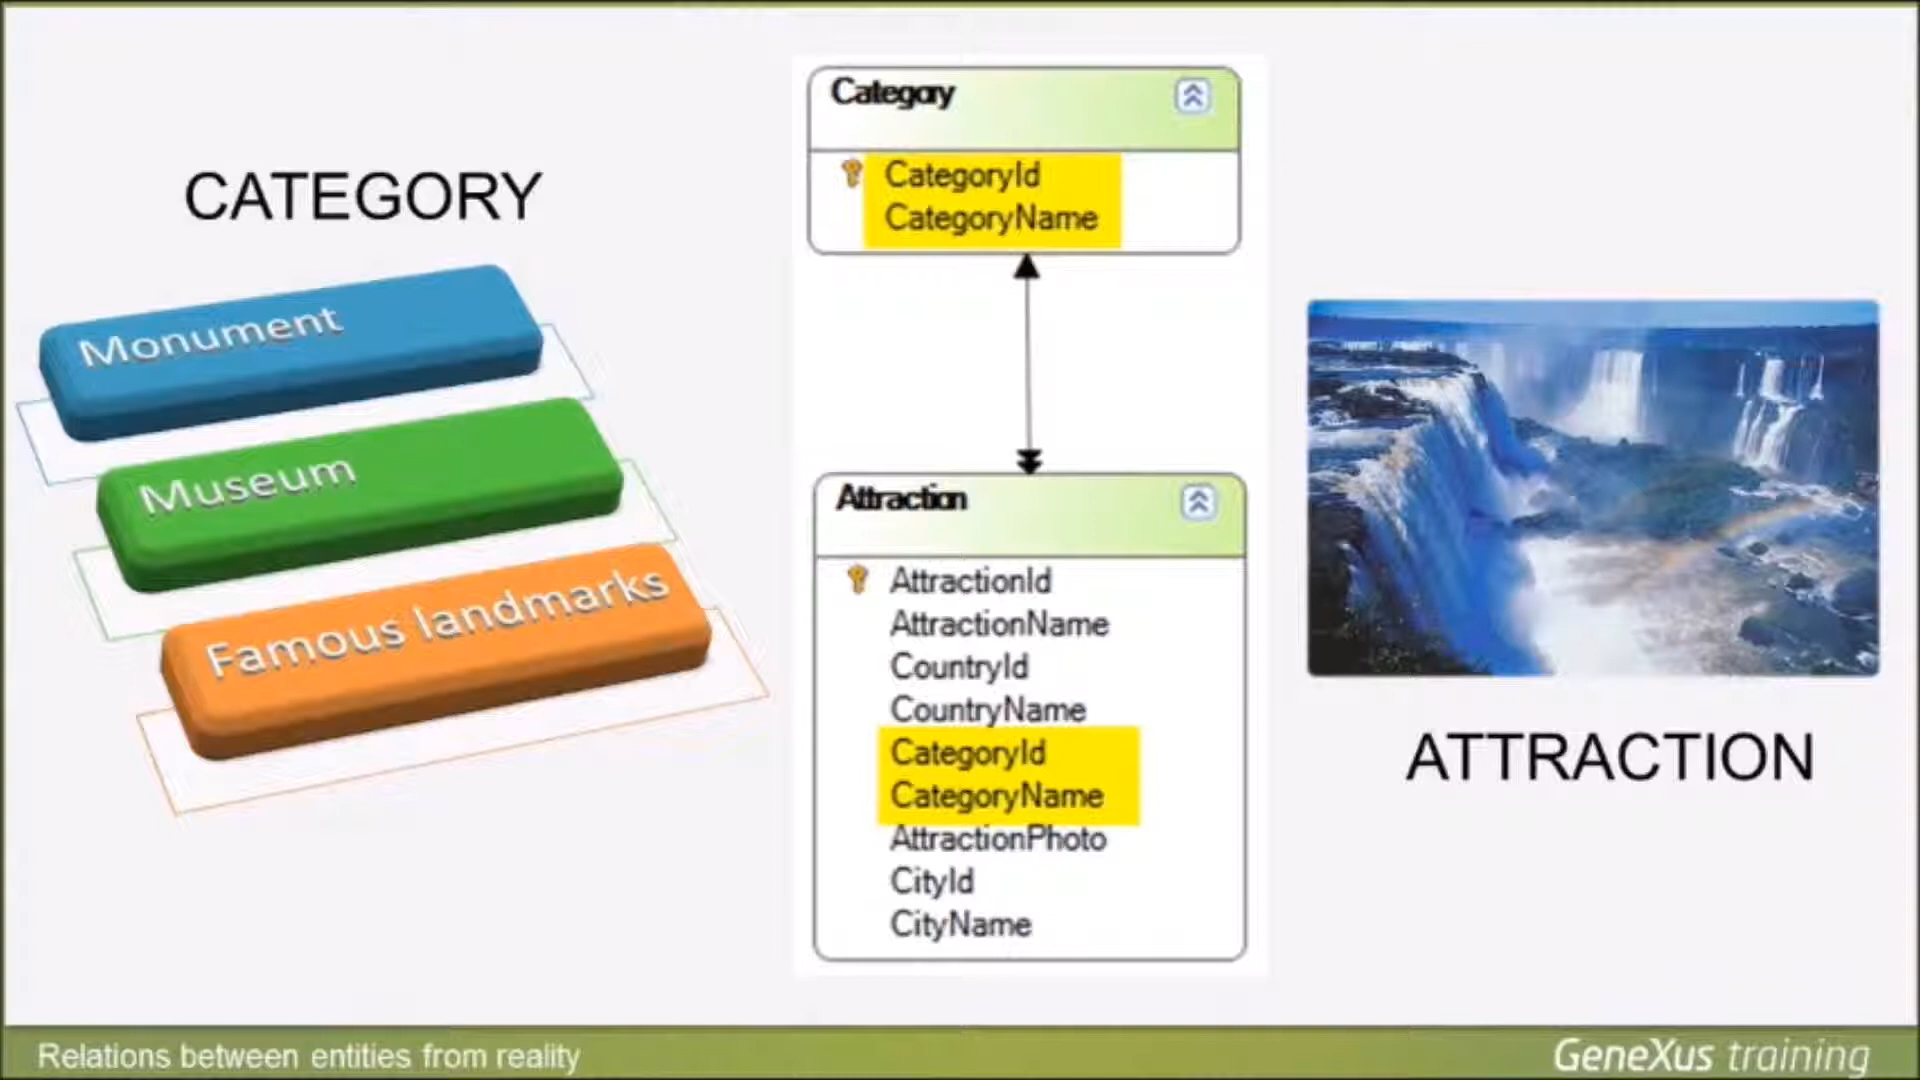 CATEGORY
Monument
Museum
Famous landmarks
Category
CategoryId
CategoryName
Attraction
AttractionId
AttractionName
CountryId
CountryName
CategoryId
CategoryName
AttractionPhoto
CityId
CityName
ATTRACTION
Relations between entities from reality
GeneXus training